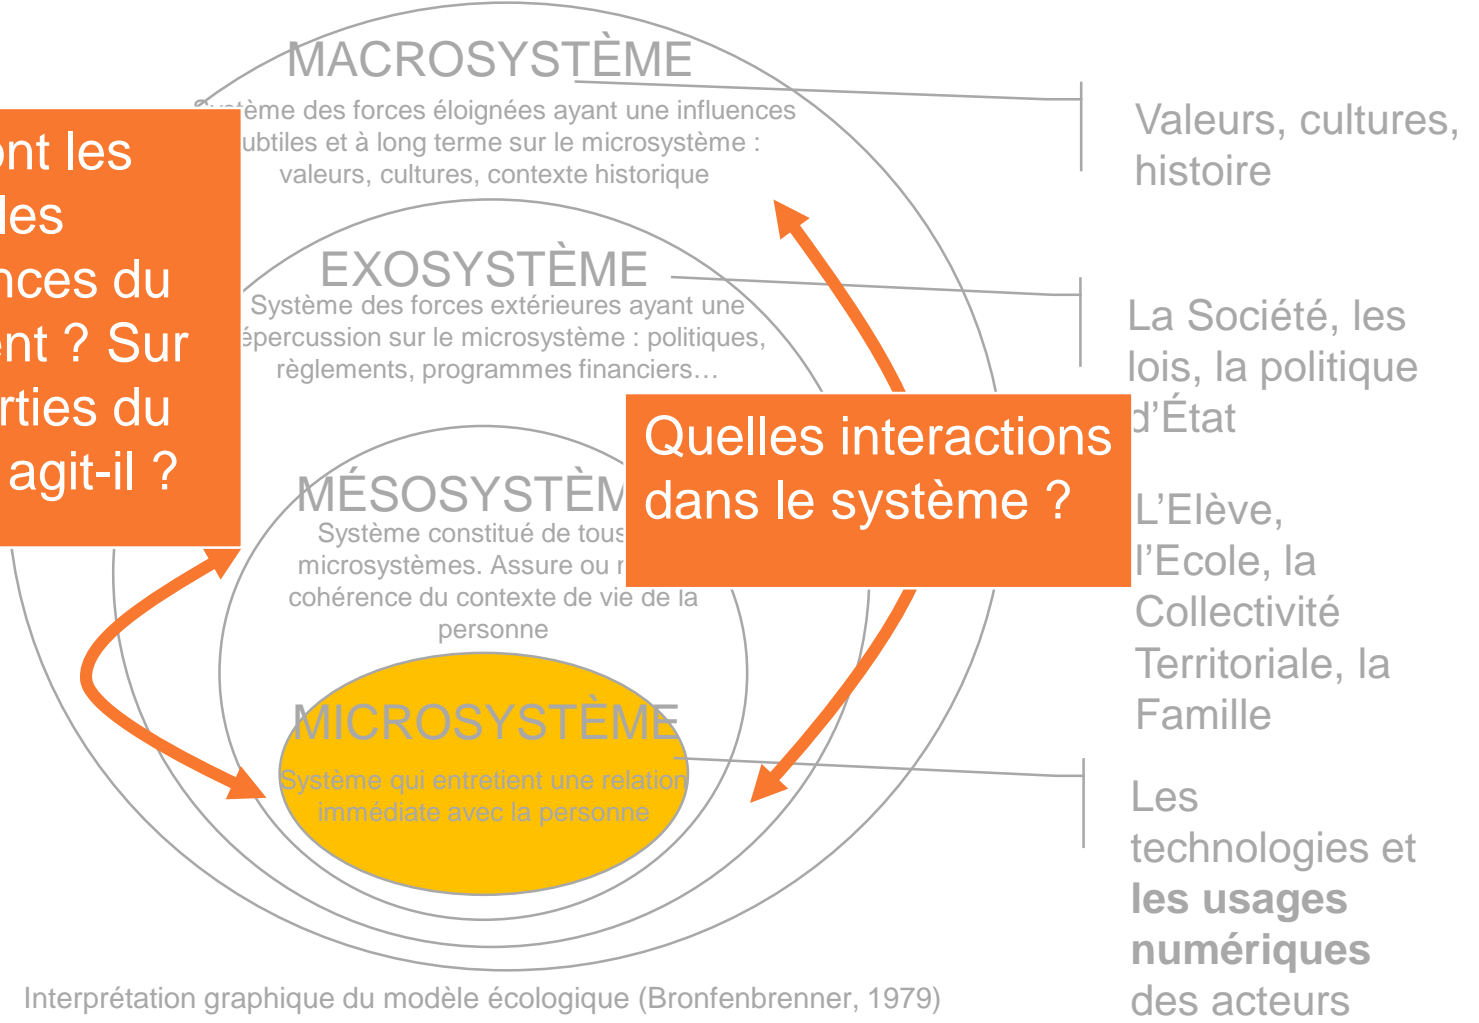 MACROSYSTÈME
Système des forces éloignées ayant une influences
ubtiles et à long terme sur le microsystème :
valeurs, cultures, contexte historique
Valeurs, cultures,
histoire
ont les
les
nces du
ent ? Sur
rties du
agit-il ?
EXOSYSTÈME
Système des forces extérieures ayant une
épercussion sur le microsystème : politiques,
règlements, programmes financiers…
La Société, les
lois, la politique
d’État
Quelles interactions
dans le système ?
MÉSOSYSTÈM
Système constitué de tous
microsystèmes. Assure ou
cohérence du contexte de vie de la
personne
L’Elève,
l’Ecole, la
Collectivité
Territoriale, la
Famille
MICROSYSTÈME
Système qui entretient une relation
immédiate avec la personne
Les
technologies et
les usages
numériques
des acteurs
Interprétation graphique du modèle écologique (Bronfenbrenner, 1979)